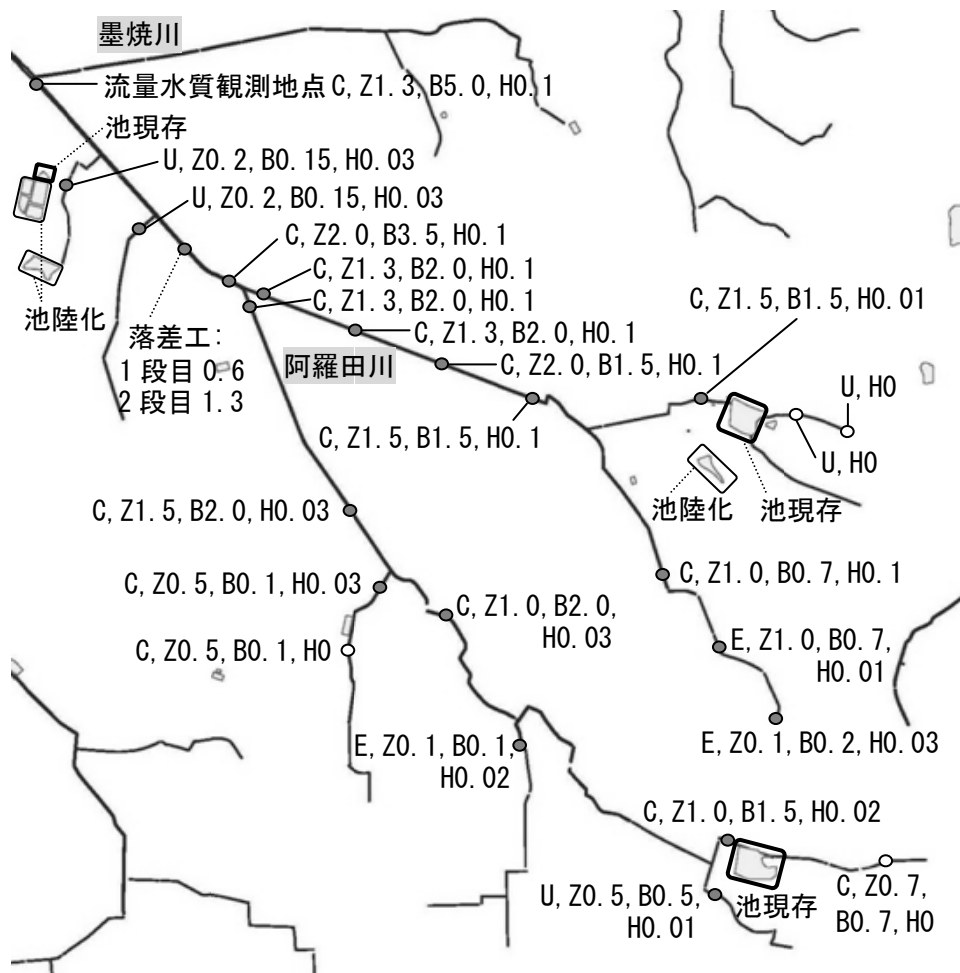 墨焼川
流量水質観測地点 C, Z1.3, B5.0, H0.1
池現存
U, Z0.2, B0.15, H0.03
U, Z0.2, B0.15, H0.03
C, Z2.0, B3.5, H0.1
C, Z1.3, B2.0, H0.1
C, Z1.3, B2.0, H0.1
C, Z1.5, B1.5, H0.01
池陸化
落差工:
1段目 0.6
2段目 1.3
阿羅田川
C, Z1.3, B2.0, H0.1
C, Z2.0, B1.5, H0.1
C, Z1.5, B1.5, H0.1
U, H0
U, H0
池陸化
池現存
C, Z1.5, B2.0, H0.03
C, Z0.5, B0.1, H0.03
C, Z0.5, B0.1, H0
C, Z1.0, B2.0,
H0.03
C, Z1.0, B0.7, H0.1
E, Z1.0, B0.7,
H0.01
E, Z0.1, B0.2, H0.03
E, Z0.1, B0.1,
H0.02
C, Z1.0, B1.5, H0.02
U, Z0.5, B0.5,
H0.01
池現存
C, Z0.7,
B0.7, H0